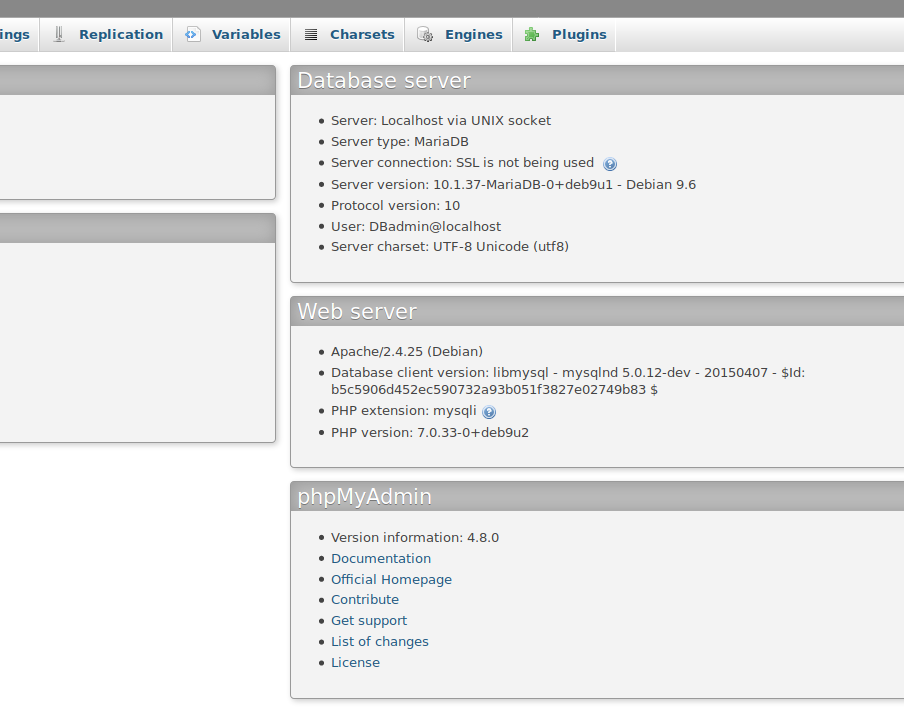 ings Replication Variables Charsets Engines Plugins
Database server
Server: Localhost via UNIX socket
Server type: MariaDB
Server connection: SSL is not being used
Server version: 10.1.37-MariaDB-0+deb9u1 - Debian 9.6
Protocol version: 10
User: DBadmin@localhost
Server charset: UTF-8 Unicode (utf8)
Web server
Apache/2.4.25 (Debian)
Database client version: libmysql - mysqlnd 5.0.12-dev - 20150407 - $Id:
b5c5906d452ec590732a93b051f3827e02749b83 $
PHP extension: mysqli
PHP version: 7.0.33-0+deb9u2
phpMyAdmin
Version information: 4.8.0
Documentation
Official Homepage
Contribute
Get support
List of changes
License